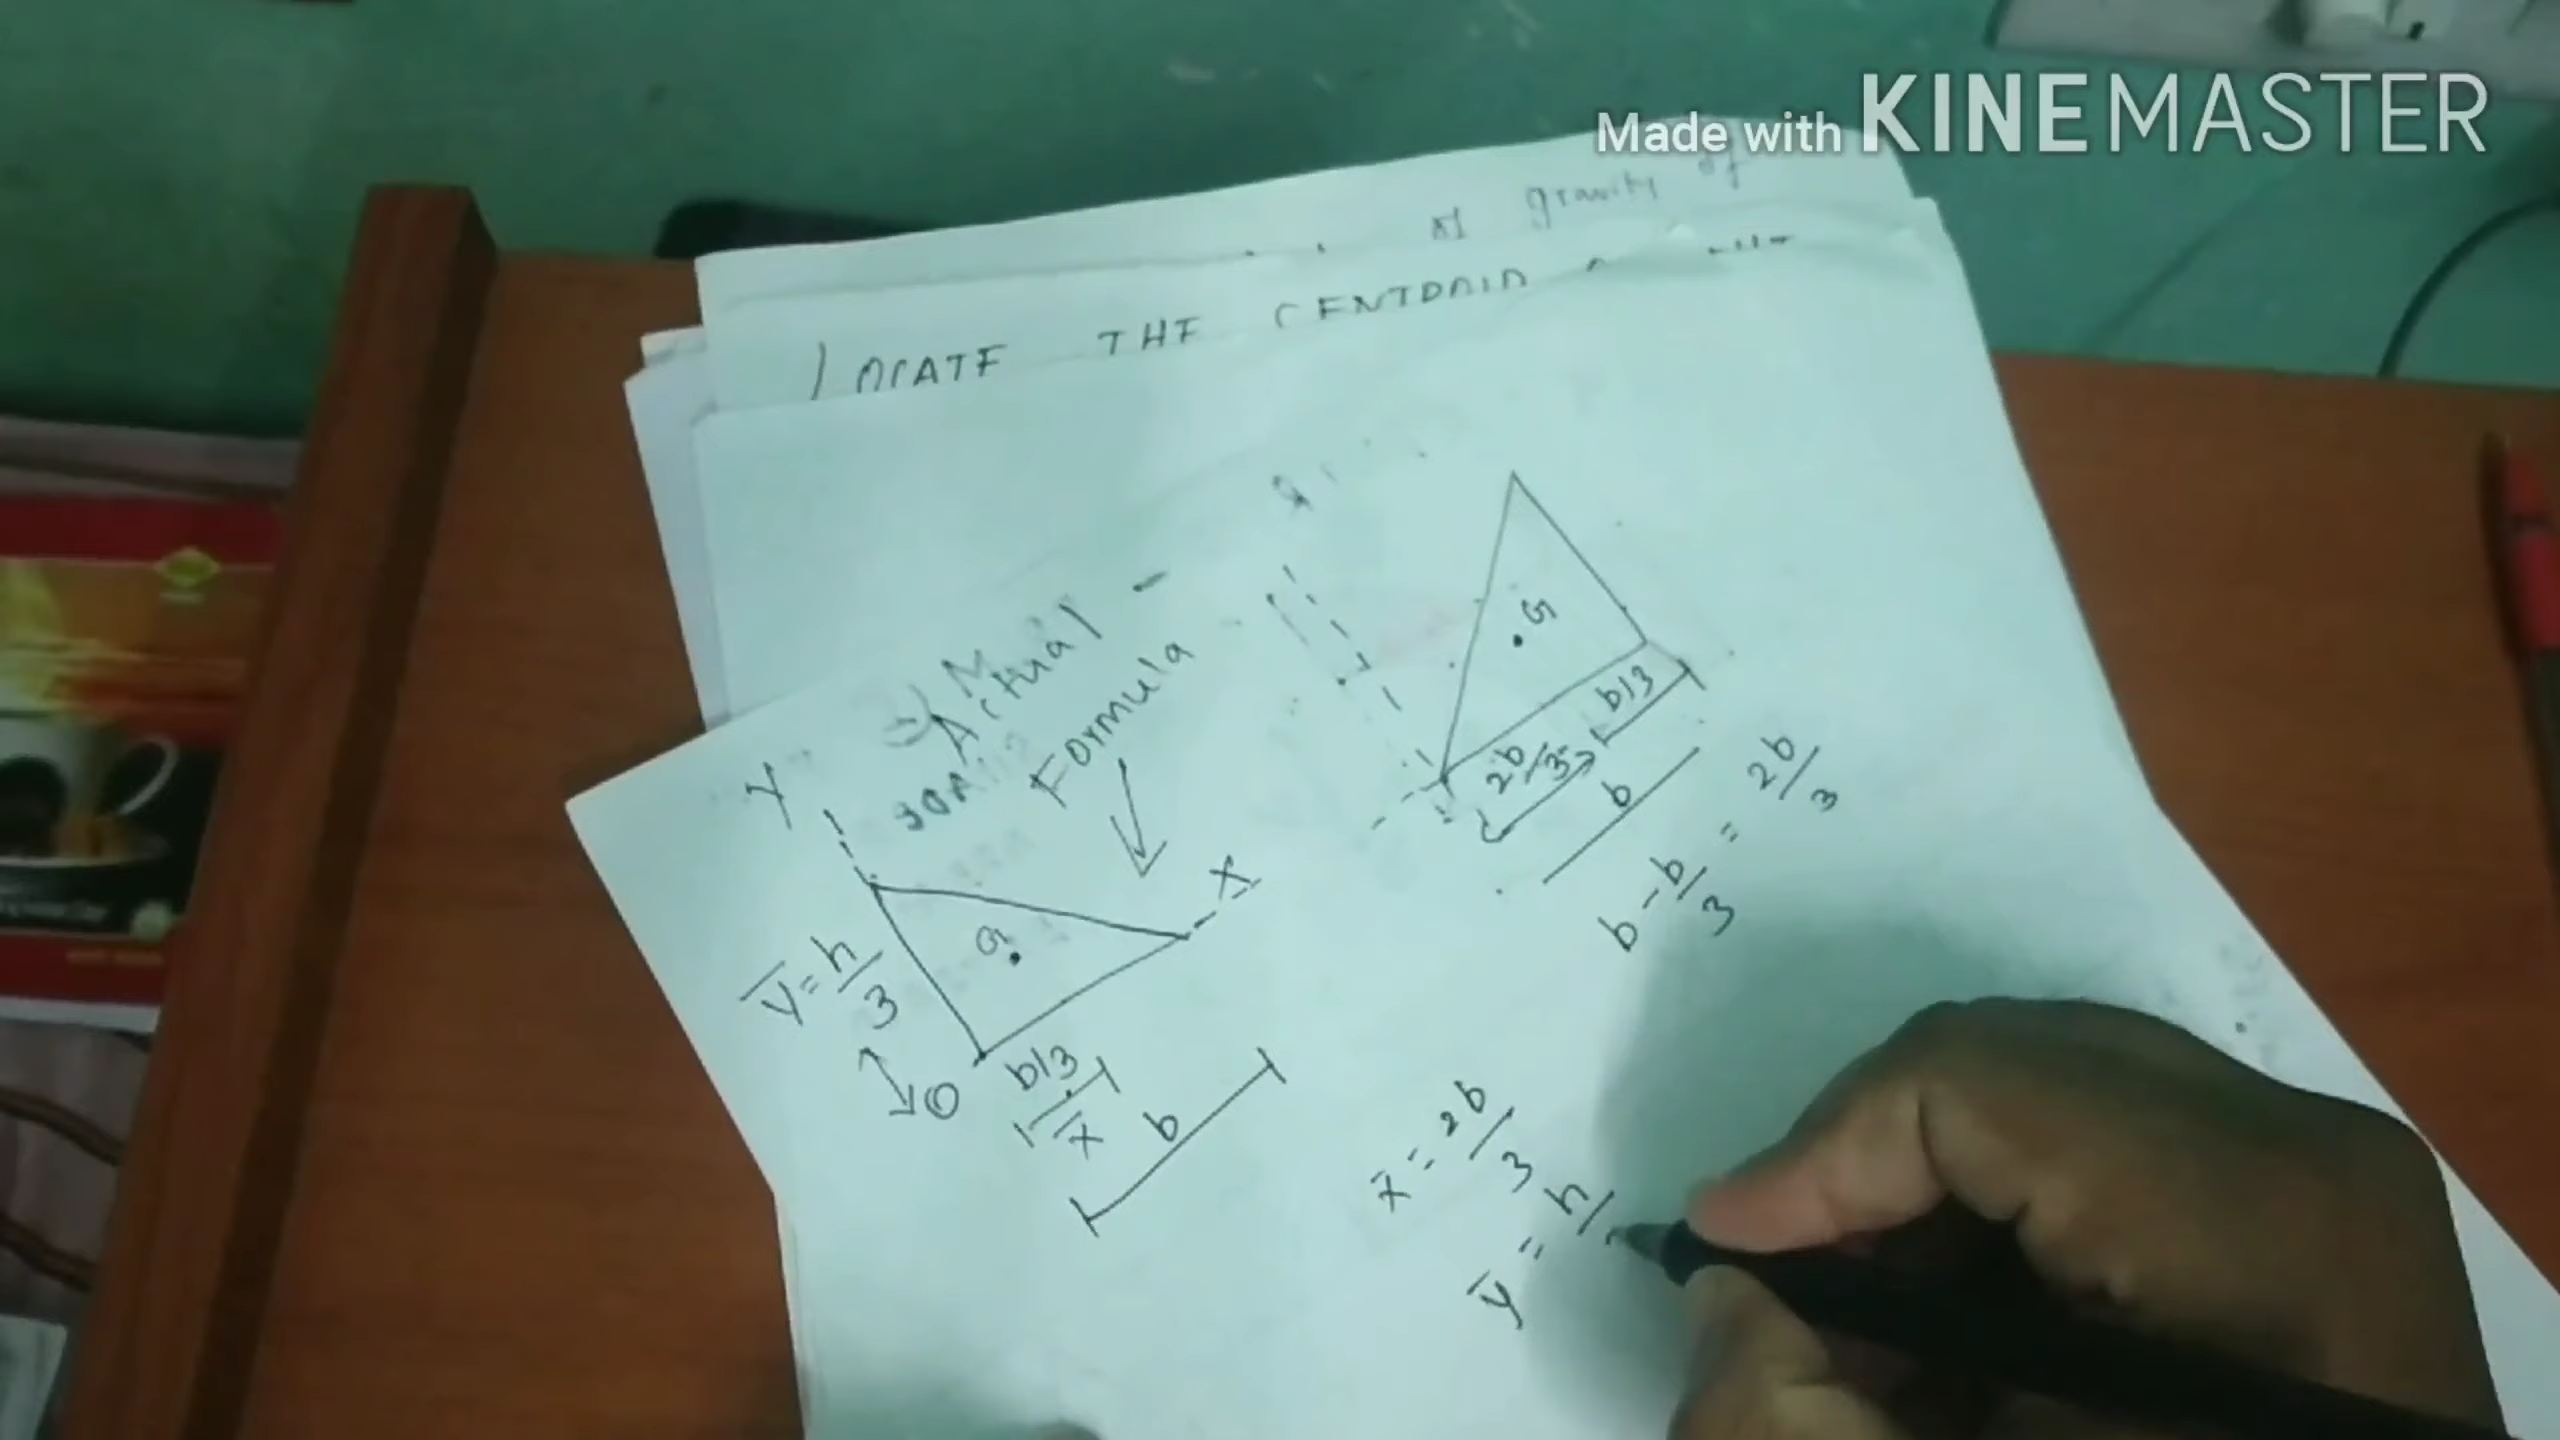 Made with KINEMASTER
gravity of
LOCATE THE CENTROID
Actual
Formula
Y
X
G
ȳ = h/3
O
b/3
x̄
b
G
b/3
2b/3
b
b - b/3 = 2b/3
x̄ = 2b/3
ȳ = h/